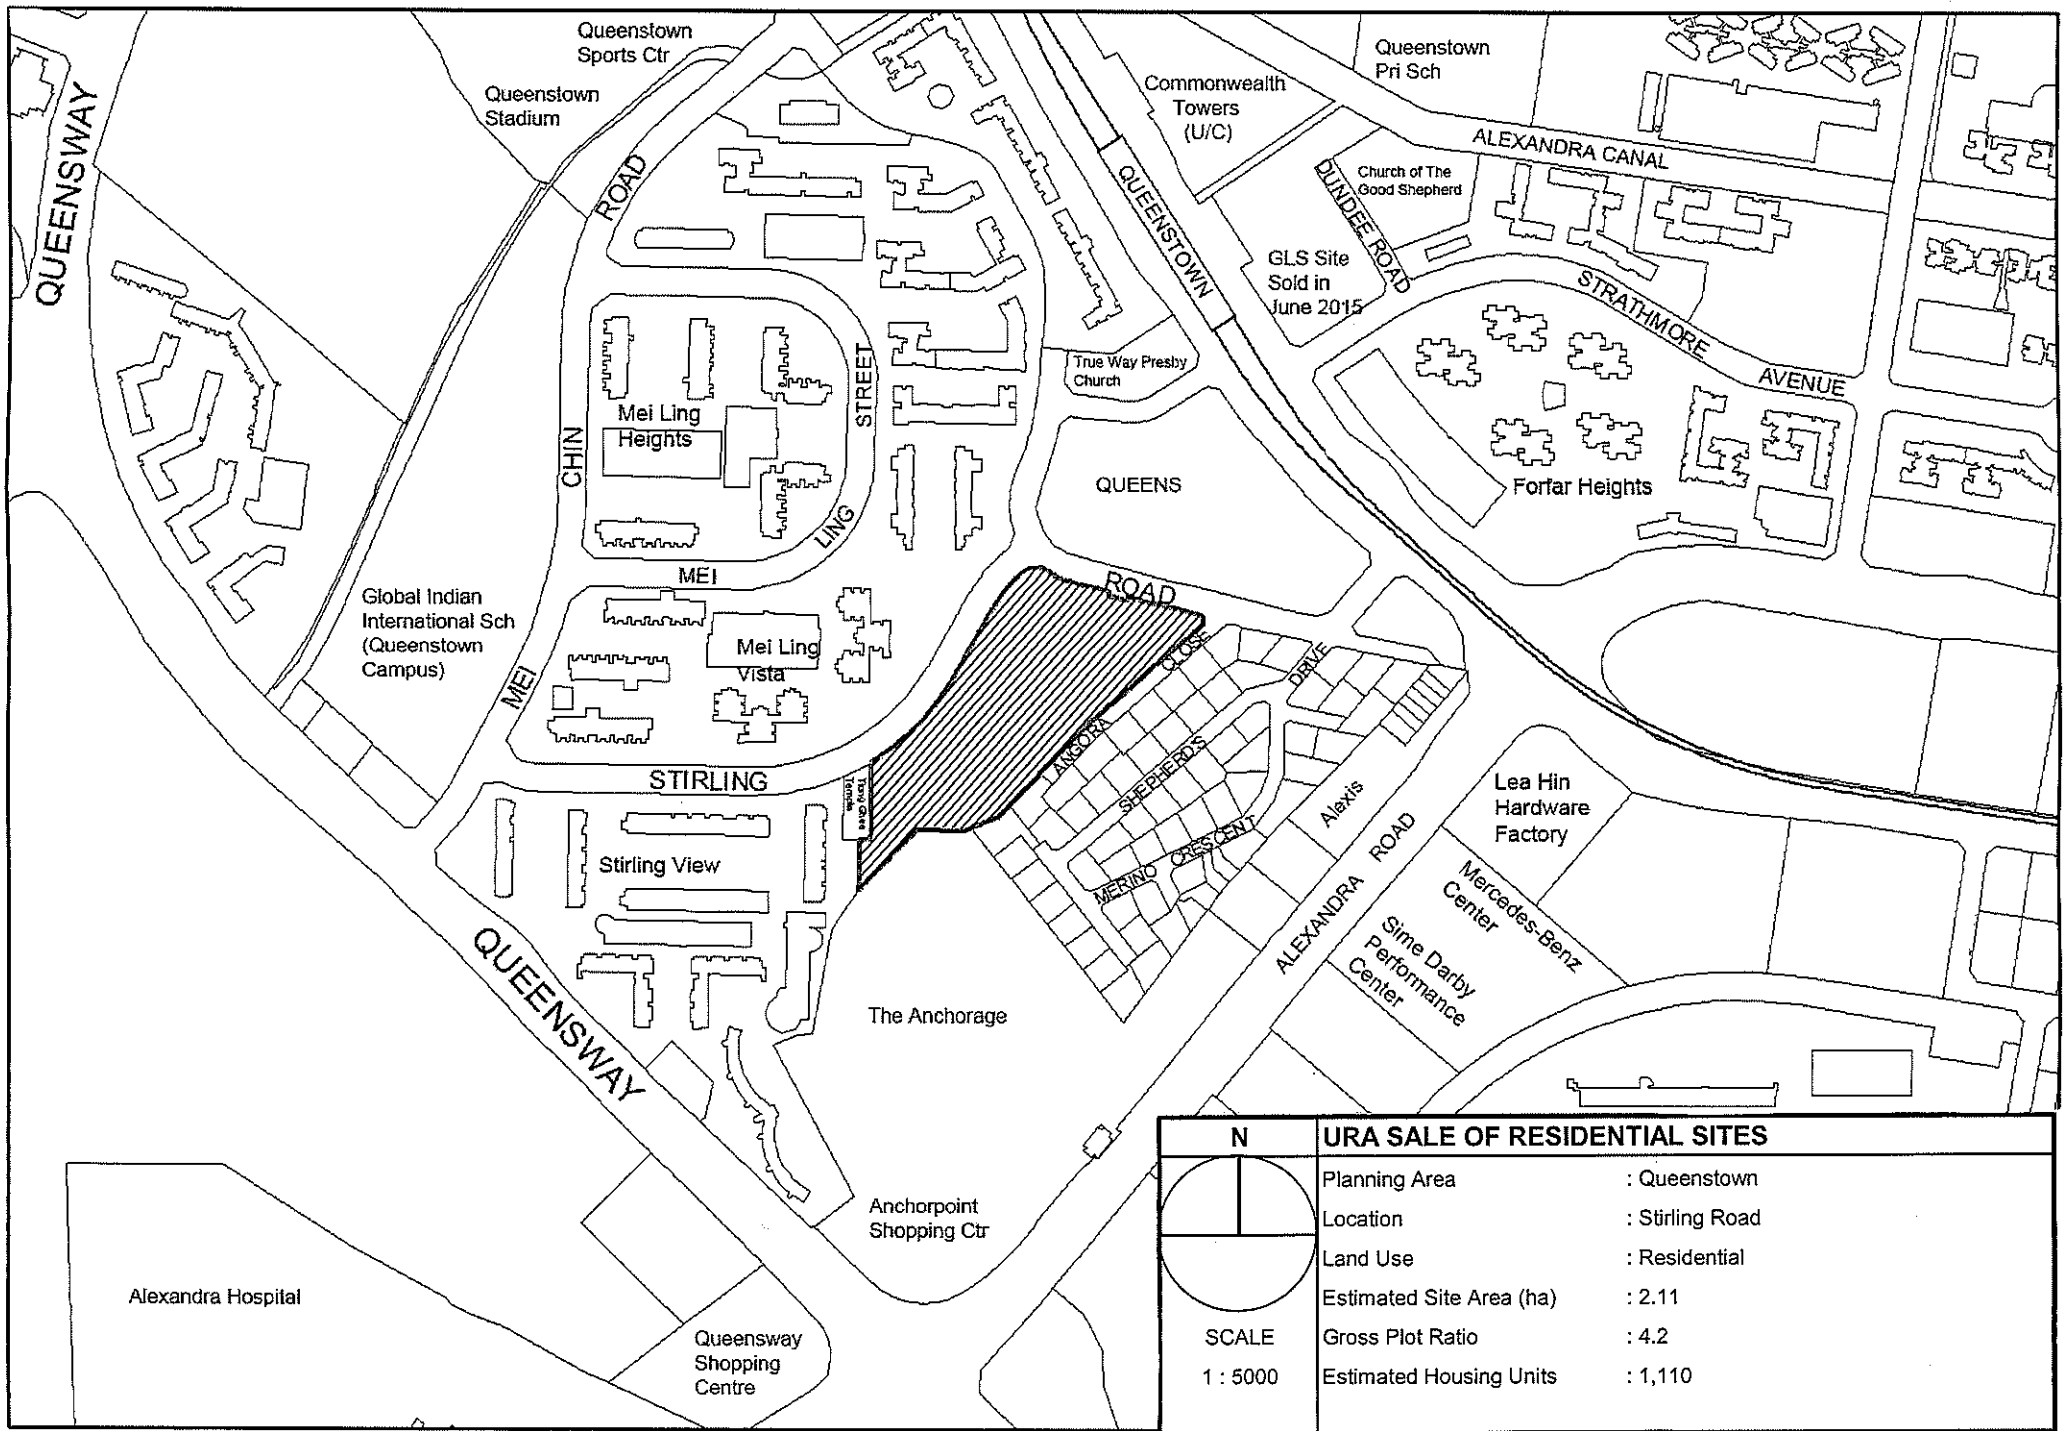 Queenstown
Sports Ctr
Queenstown
Stadium
QUEENSWAY
ROAD
Commonwealth
Towers
(U/C)
Queenstown
Pri Sch
ALEXANDRA CANAL
QUEENSTOWN
DUNDEE ROAD
Church of The
Good Shepherd
GLS Site
Sold in
June 2015
STRATHMORE
AVENUE
Mei Ling
Heights
CHIN
STREET
True Way Presby
Church
QUEENS
Forfar Heights
LING
MEI
ROAD
Global Indian
International Sch
(Queenstown
Campus)
Mei Ling
Vista
MEI
CLOSE
DRIVE
LANGORA
SHEPHERD'S
STIRLING
Alexis
Lea Hin
Hardware
Factory
MERINO CRESCENT
Stirling View
ALEXANDRA ROAD
Mercedes-Benz
Center
Sime Darby
Performance
Center
QUEENSWAY
The Anchorage
Anchorpoint
Shopping Ctr
Alexandra Hospital
Queensway
Shopping
Centre
N
URA SALE OF RESIDENTIAL SITES
Planning Area : Queenstown
Location : Stirling Road
Land Use : Residential
Estimated Site Area (ha) : 2.11
SCALE
Gross Plot Ratio : 4.2
1 : 5000
Estimated Housing Units : 1,110